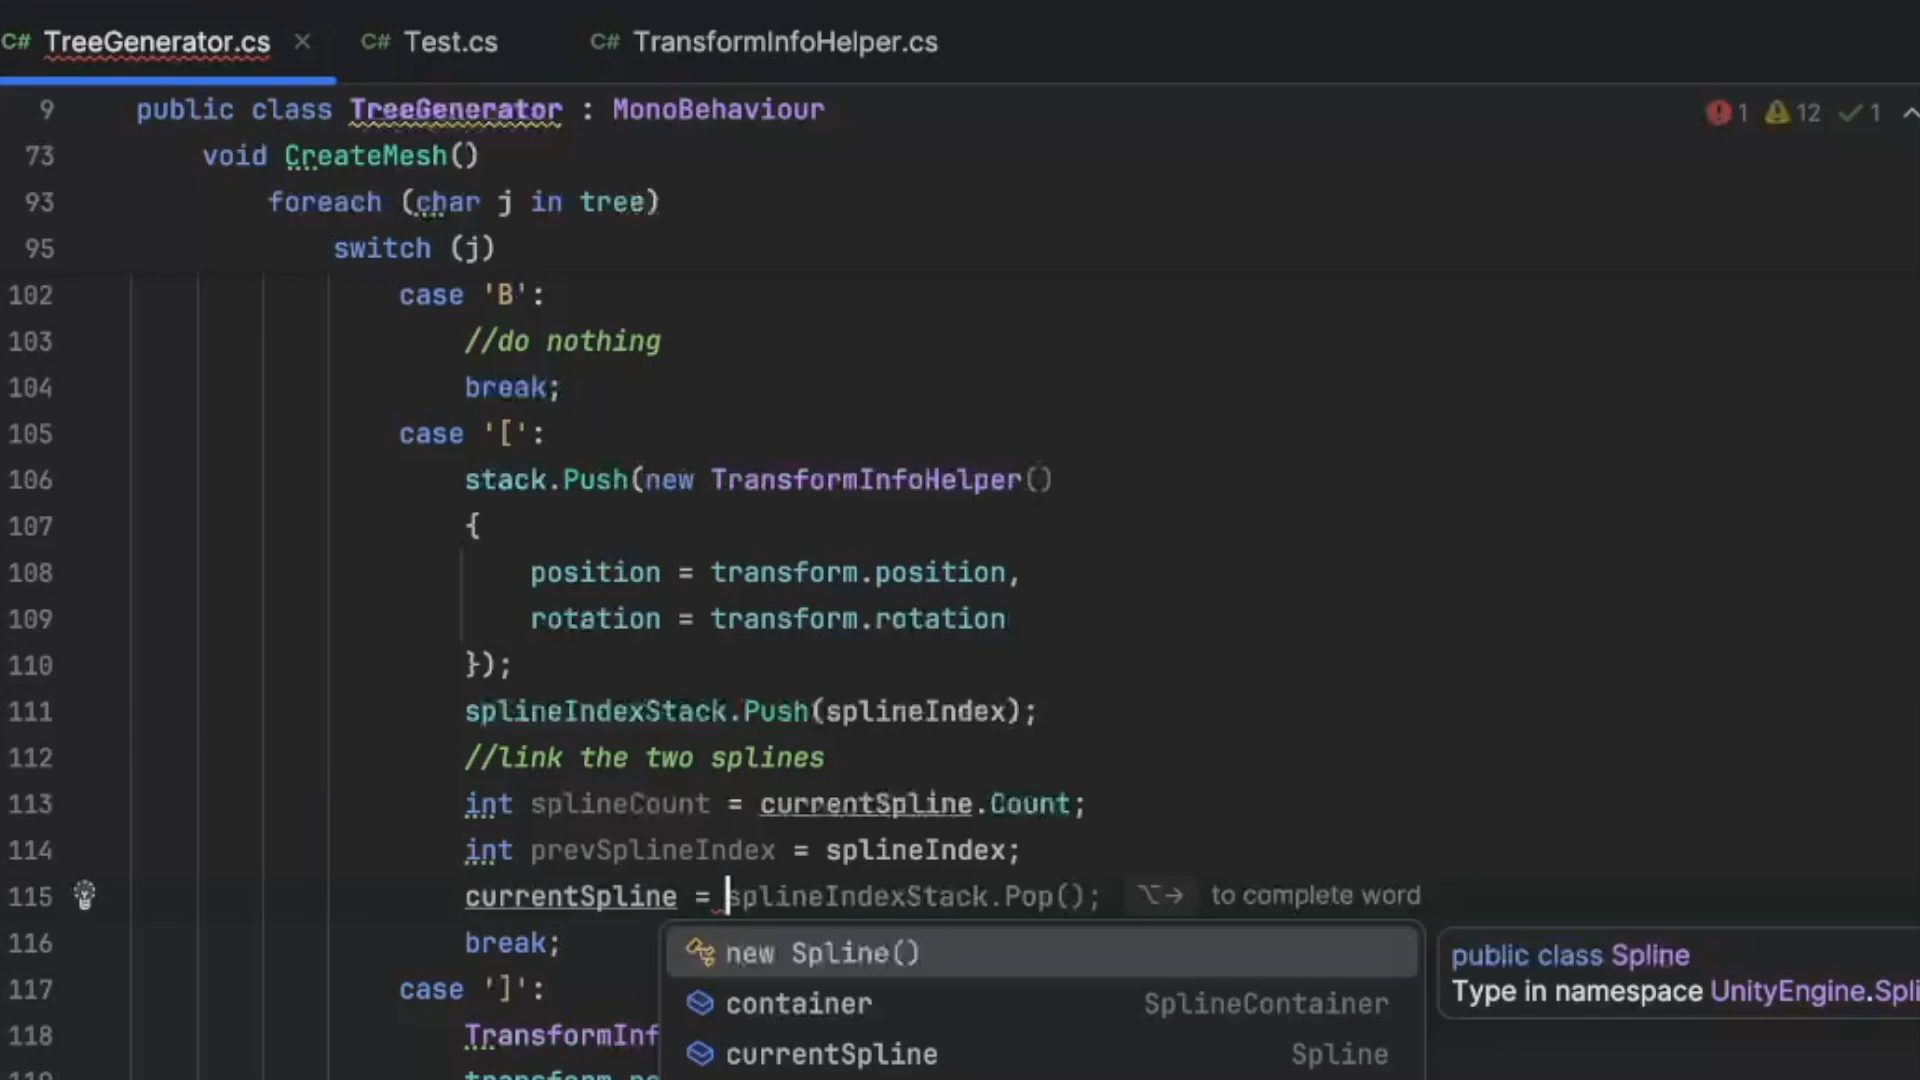 C# TreeGenerator.cs × C# Test.cs C# TransformInfoHelper.cs
9 public class TreeGenerator : MonoBehaviour 1 12 1
73 void CreateMesh()
93 foreach (char j in tree)
95 switch (j)
102 case 'B':
103 //do nothing
104 break;
105 case '[':
106 stack.Push(new TransformInfoHelper()
107 {
108 position = transform.position,
109 rotation = transform.rotation
110 });
111 splineIndexStack.Push(splineIndex);
112 //link the two splines
113 int splineCount = currentSpline.Count;
114 int prevSplineIndex = splineIndex;
115 currentSpline = splineIndexStack.Pop(); ⌥→ to complete word
116 break;
new Spline()
public class Spline
117 case ']':
container SplineContainer
Type in namespace UnityEngine.Spli
118 TransformInf
currentSpline Spline